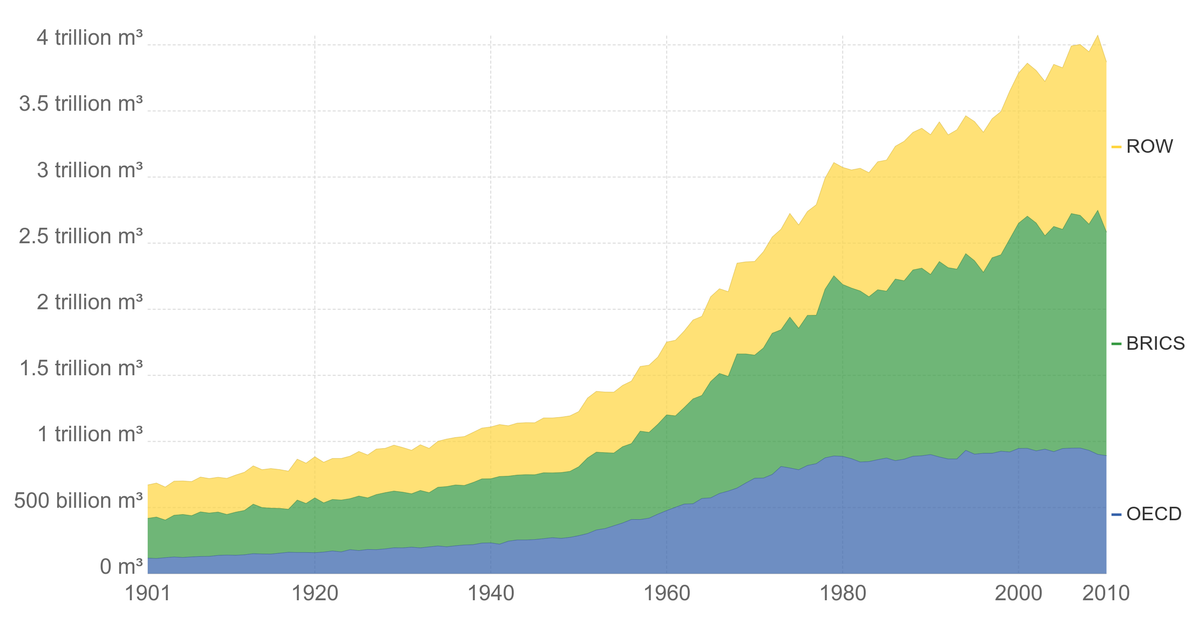 4 trillion m³
3.5 trillion m³
3 trillion m³
2.5 trillion m³
2 trillion m³
1.5 trillion m³
1 trillion m³
500 billion m³
0 m³
1901 1920 1940 1960 1980 2000 2010
ROW
BRICS
OECD